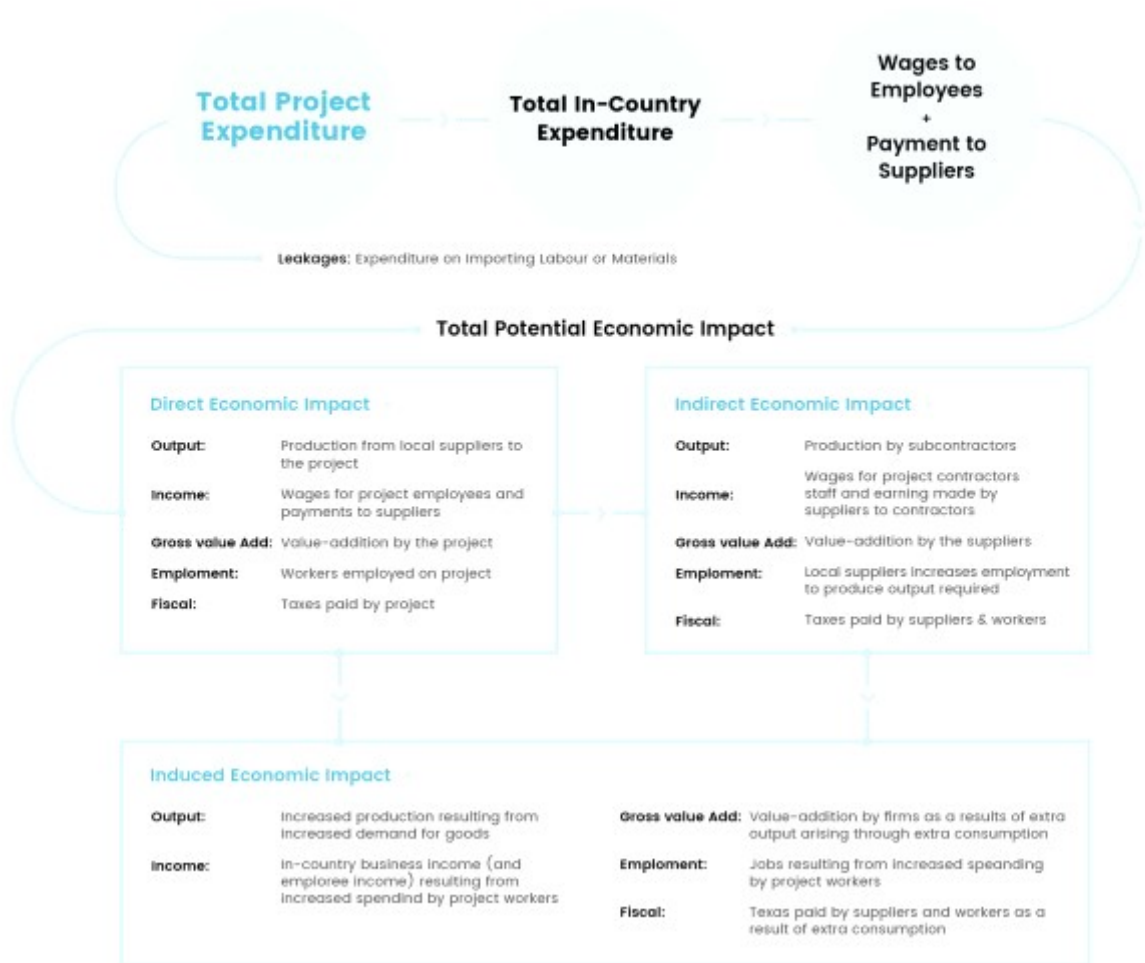 Total Project
Expenditure
Total In-Country
Expenditure
Wages to
Employees
+
Payment to
Suppliers
Leakages: Expenditure on Importing Labour or Materials
Total Potential Economic Impact
Direct Economic Impact
Output: Production from local suppliers to
the project
Income: Wages for project employees and
payments to suppliers
Gross value Add: Value-addition by the project
Emploment: Workers employed on project
Fiscal: Taxes paid by project
Indirect Economic Impact
Output: Production by subcontractors
Income: Wages for project contractors
staff and earning made by
suppliers to contractors
Gross value Add: Value-addition by the suppliers
Emploment: Local suppliers increases employment
to produce output required
Fiscal: Taxes paid by suppliers & workers
Induced Economic Impact
Output: Increased production resulting from
increased demand for goods
Income: In-country business income (and
emploree income) resulting from
increased spendind by project workers
Gross value Add: Value-addition by firms as a results of extra
output arising through extra consumption
Emploment: Jobs resulting from increased speanding
by project workers
Fiscal: Texas paid by suppliers and workers as a
result of extra consumption